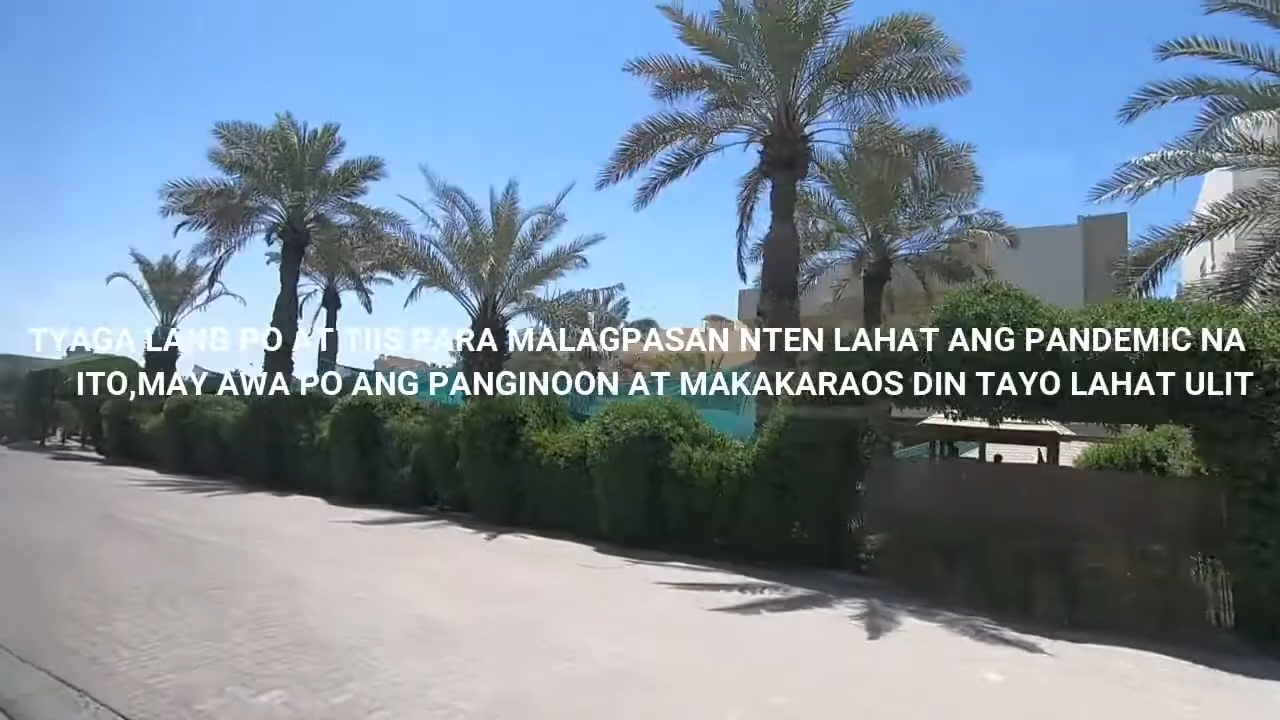 TYAGA LANG PO AT TIIS PARA MALAGPASAN NTEN LAHAT ANG PANDEMIC NA
ITO,MAY AWA PO ANG PANGINOON AT MAKAKARAOS DIN TAYO LAHAT ULIT